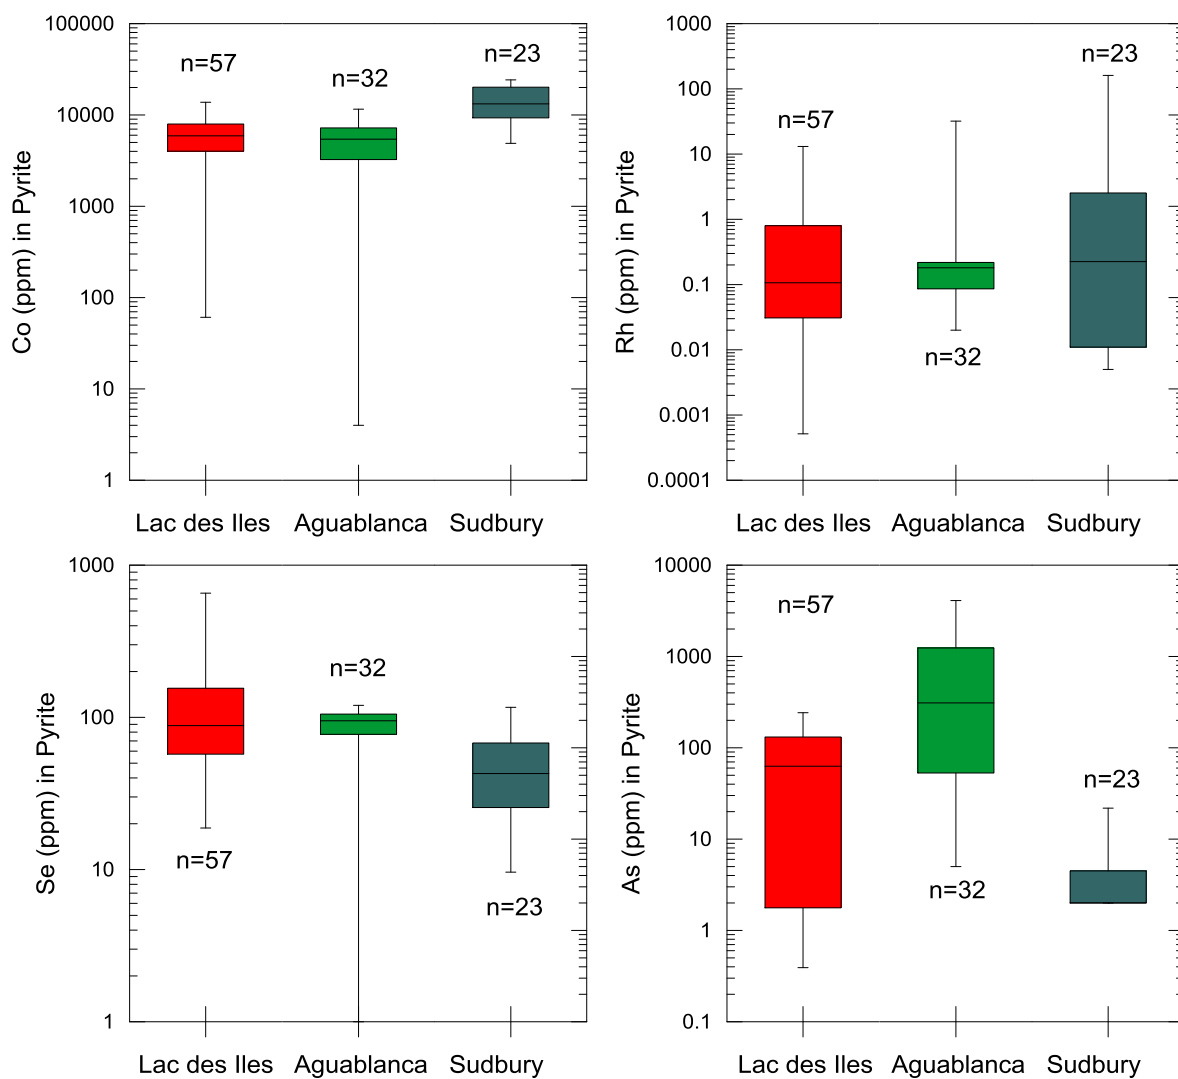 100000
10000
1000
100
10
1
Co (ppm) in Pyrite
n=57
n=32
n=23
Lac des Iles
Aguablanca
Sudbury
1000
100
10
1
0.1
0.01
0.001
0.0001
Rh (ppm) in Pyrite
n=57
n=32
n=23
Lac des Iles
Aguablanca
Sudbury
1000
100
10
1
Se (ppm) in Pyrite
n=57
n=32
n=23
Lac des Iles
Aguablanca
Sudbury
10000
1000
100
10
1
0.1
As (ppm) in Pyrite
n=57
n=32
n=23
Lac des Iles
Aguablanca
Sudbury